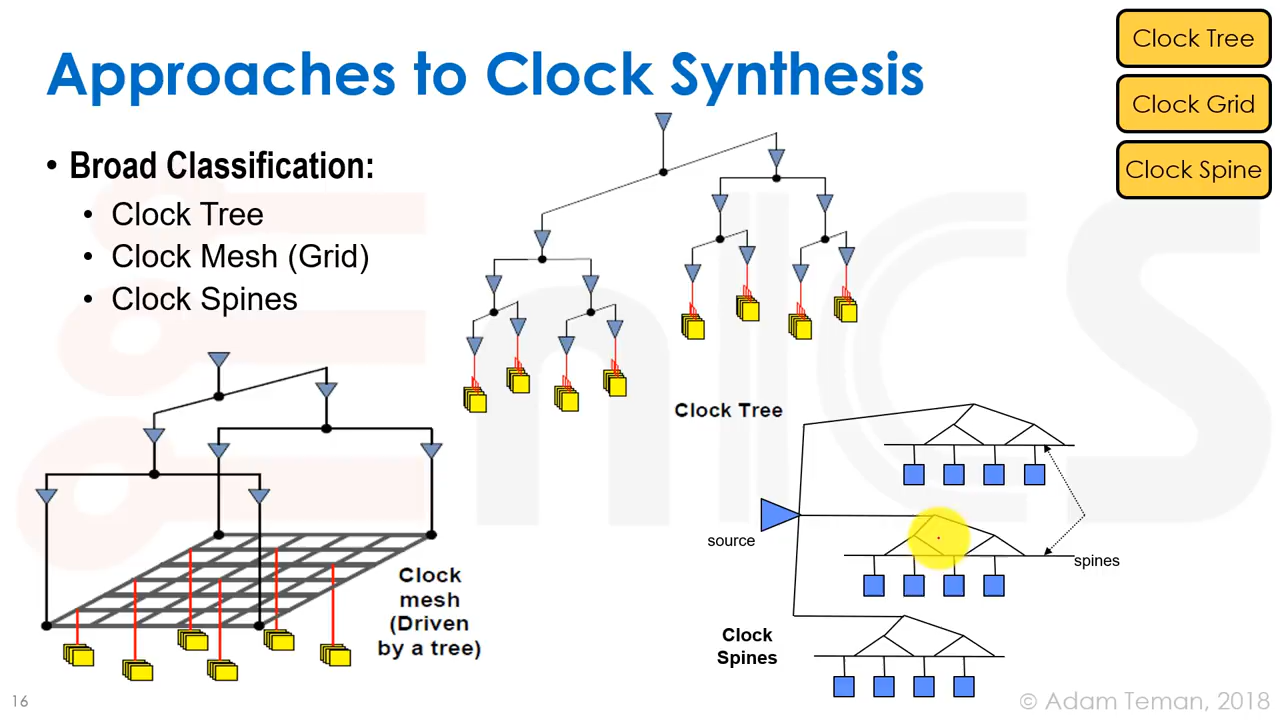 Approaches to Clock Synthesis
Clock Tree
Clock Grid
Clock Spine
• Broad Classification:
• Clock Tree
• Clock Mesh (Grid)
• Clock Spines
Clock Tree
Clock
mesh
(Driven
by a tree)
source
spines
Clock
Spines
16
© Adam Teman, 2018